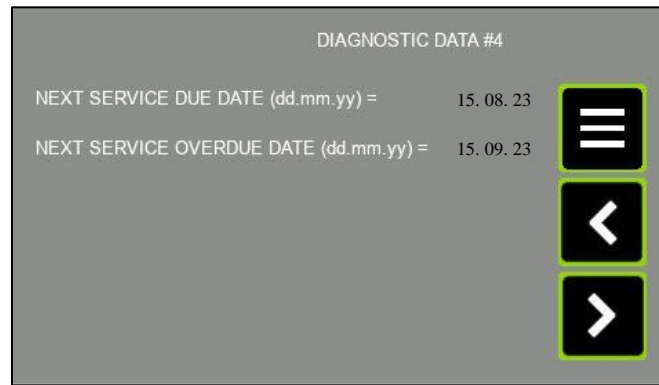 DIAGNOSTIC DATA #4
NEXT SERVICE DUE DATE (dd.mm.yy) = 15. 08. 23
NEXT SERVICE OVERDUE DATE (dd.mm.yy) = 15. 09. 23